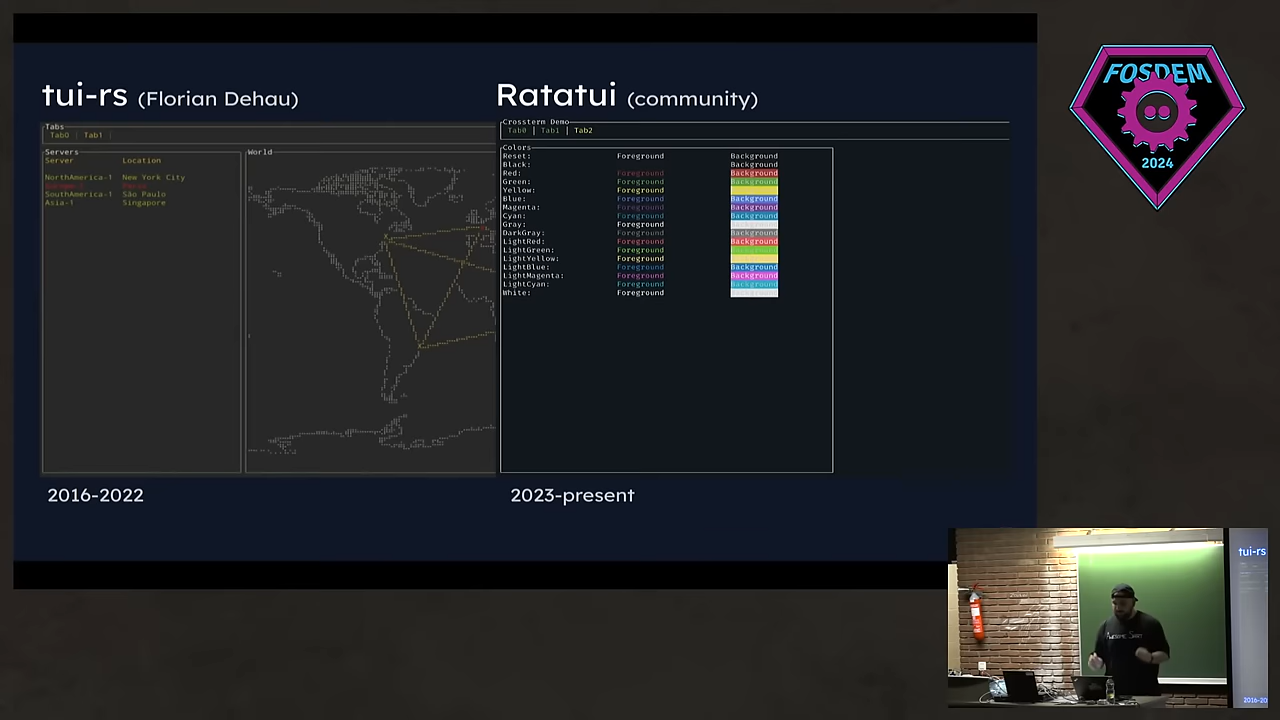 tui-rs (Florian Dehau)
Tabs
Tab0 | Tab1 |
Servers
Server Location
NorthAmerica-1 New York City
SouthAmerica-1 São Paulo
Asia-1 Singapore
World
2016-2022
Ratatui (community)
Crossterm Demo
Tab0 | Tab1 | Tab2
Colors
Reset: Foreground Background
Black: Background
Red: Foreground Background
Green: Foreground Background
Yellow: Foreground
Blue: Foreground Background
Magenta: Foreground Background
Cyan: Foreground Background
Gray: Foreground
DarkGray: Foreground Background
LightRed: Foreground Background
LightGreen: Foreground
LightYellow: Foreground
LightBlue: Foreground Background
LightMagenta: Foreground Background
LightCyan: Foreground Background
White: Foreground
2023-present
FOSDEM
2024
tui-rs
Awesome Shirt
2016-20